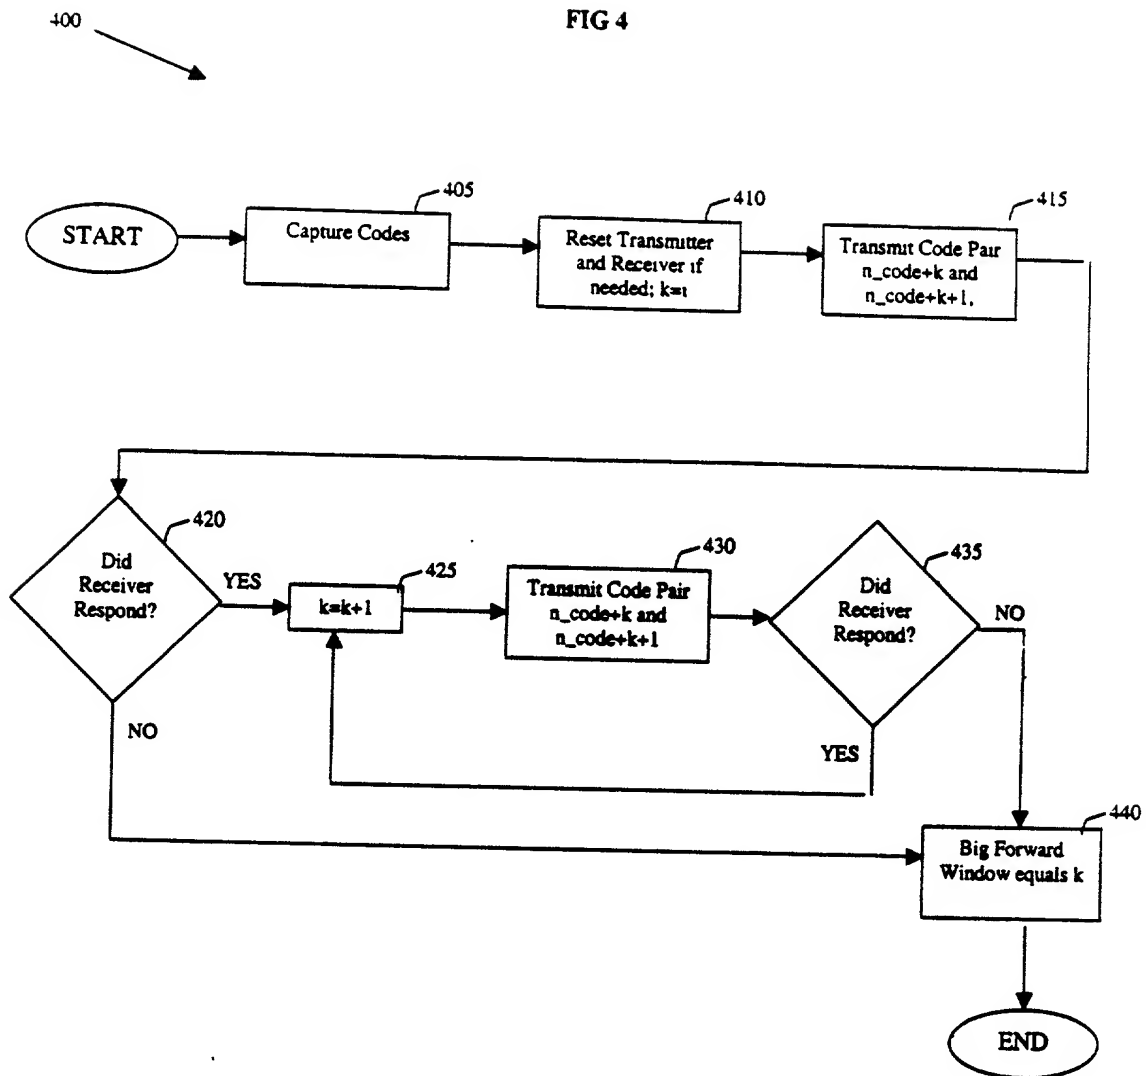 FIG 4
400
START
405
Capture Codes
410
Reset Transmitter
and Receiver if
needed; k=1
415
Transmit Code Pair
n_code+k and
n_code+k+1,
420
Did
Receiver
Respond?
YES
NO
425
k=k+1
430
Transmit Code Pair
n_code+k and
n_code+k+1
435
Did
Receiver
Respond?
NO
YES
440
Big Forward
Window equals k
END